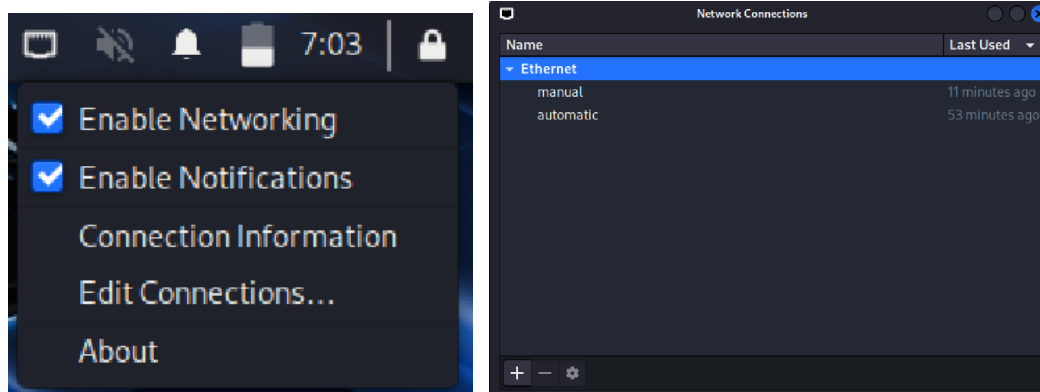 7:03
Enable Networking
Enable Notifications
Connection Information
Edit Connections...
About
Network Connections
Name Last Used
Ethernet
manual 11 minutes ago
automatic 53 minutes ago